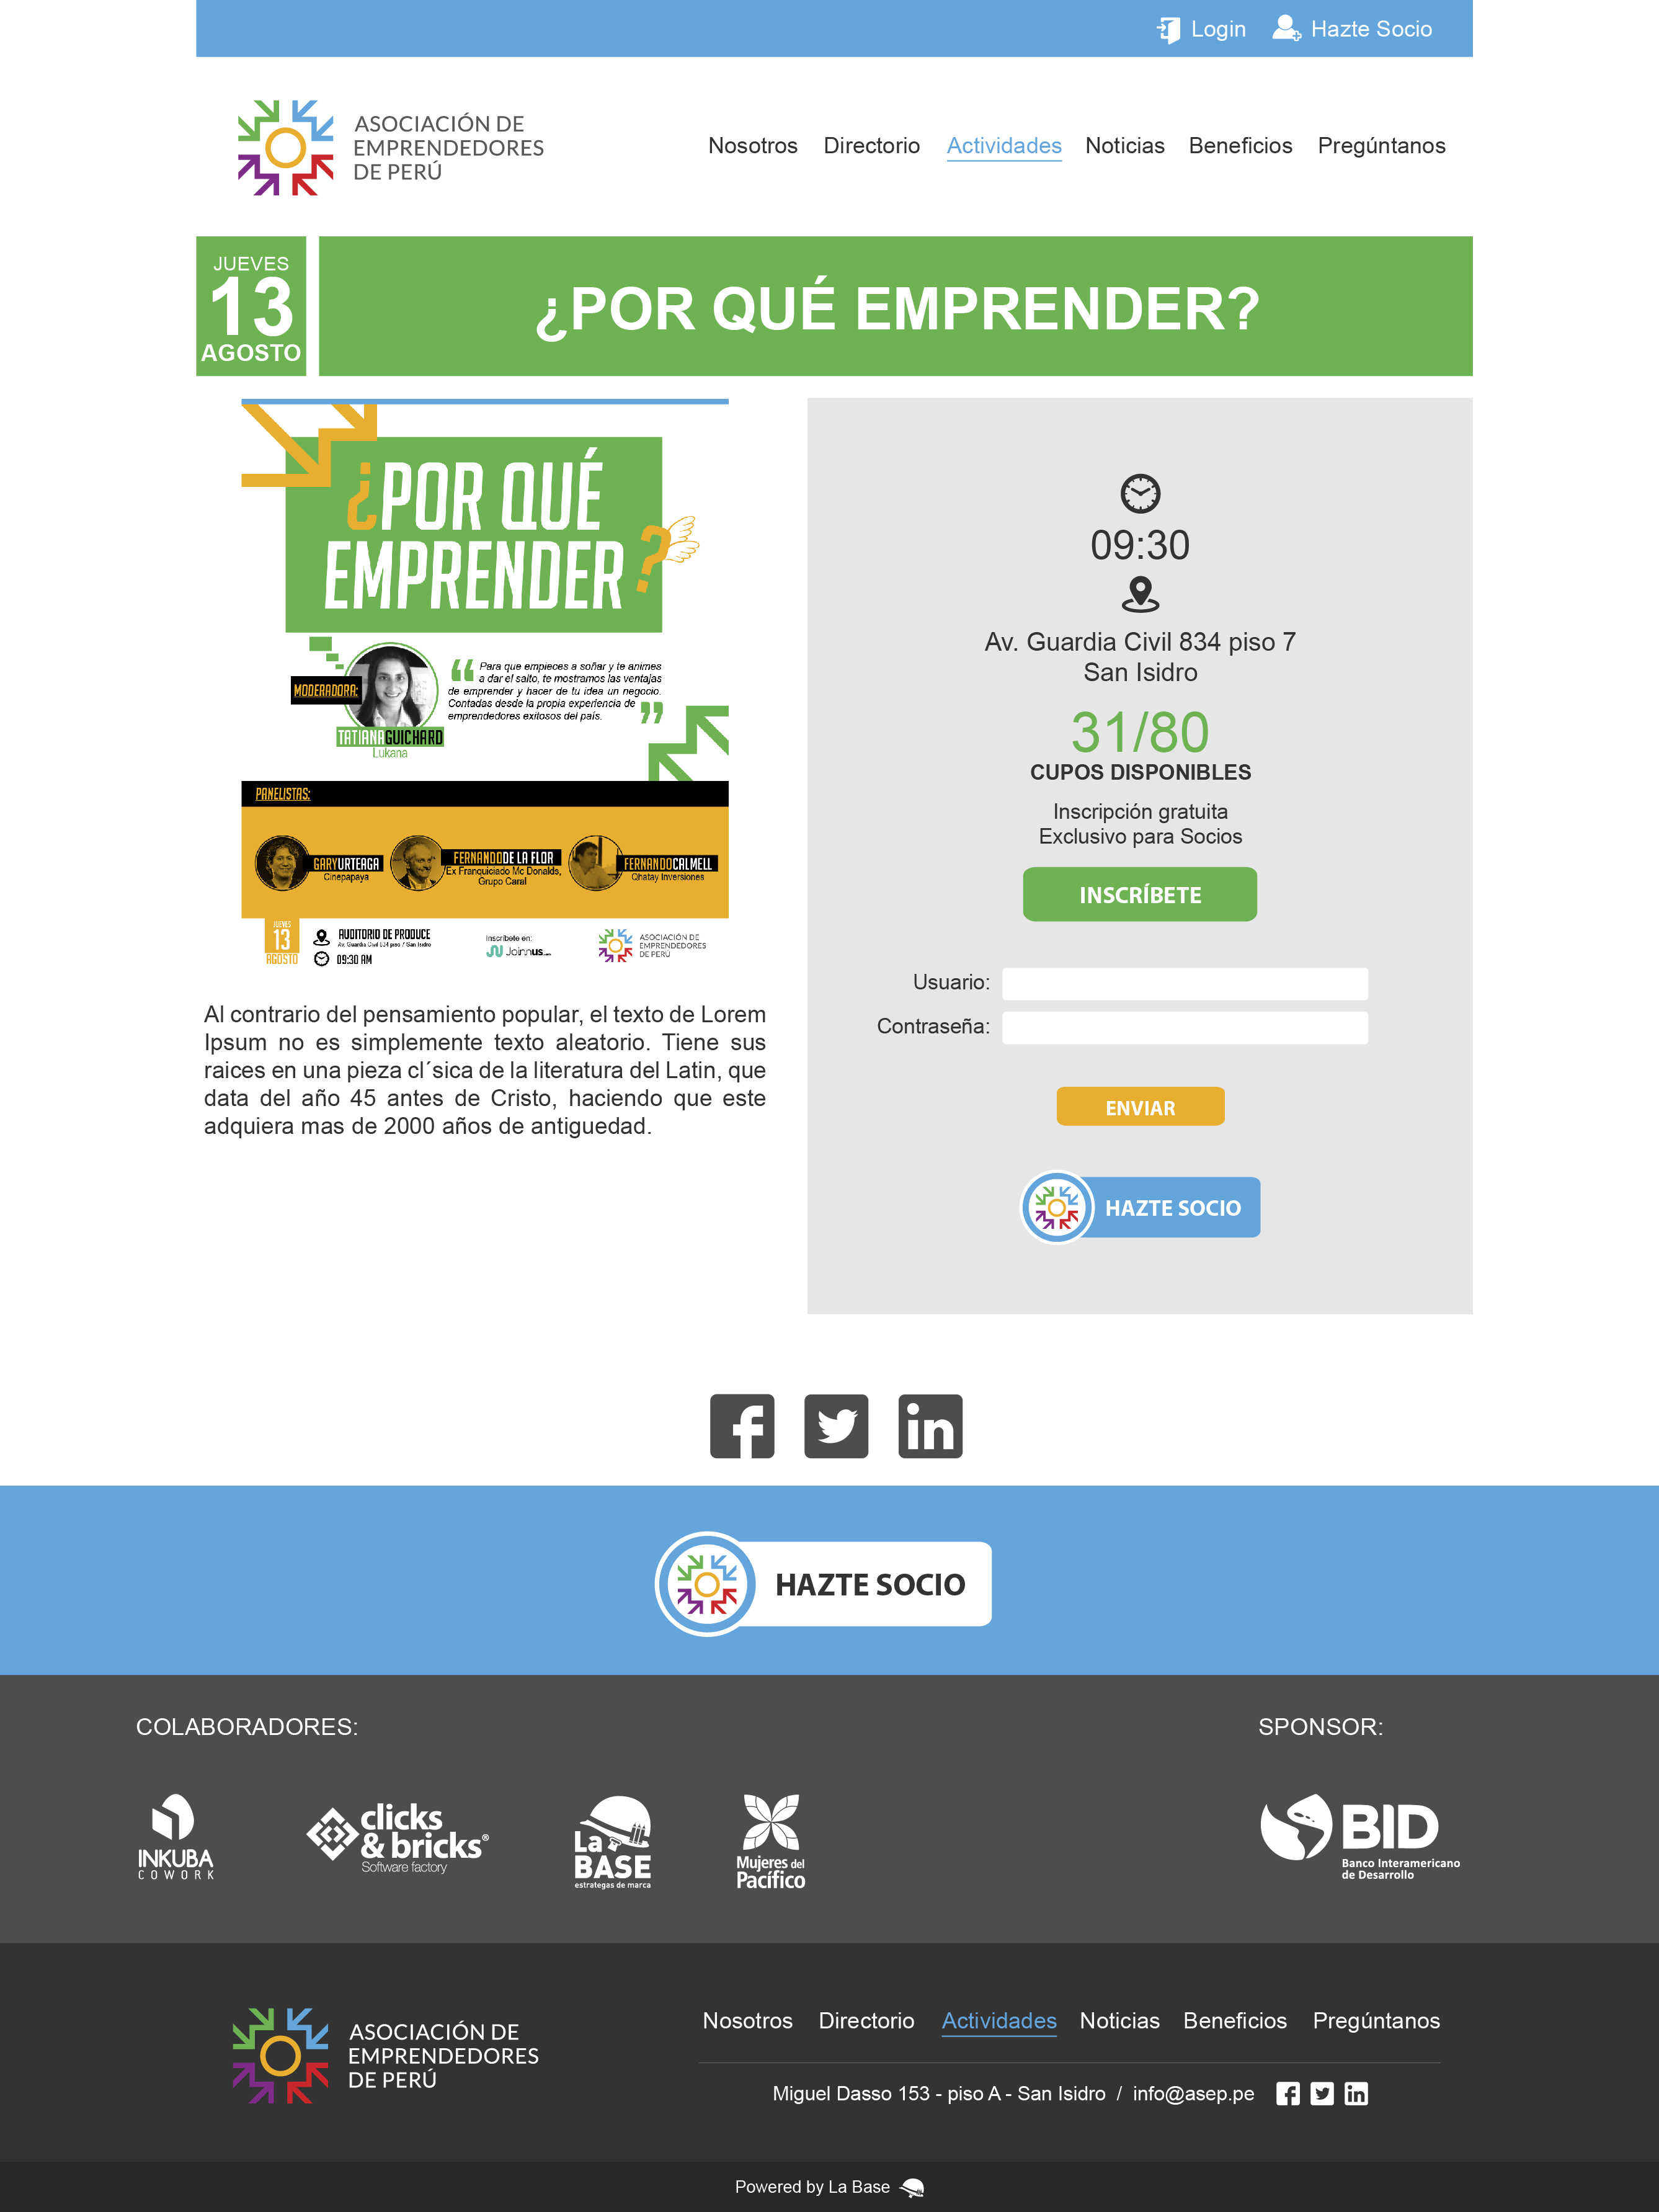 Login Hazte Socio
ASOCIACIÓN DE
EMPRENDEDORES
DE PERÚ
Nosotros Directorio Actividades Noticias Beneficios Pregúntanos
JUEVES
13
AGOSTO
¿POR QUÉ EMPRENDER?
¿POR QUÉ
EMPRENDER?
MODERADORA:
TATIANAGUICHARD
Lukana
“ Para que empieces a soñar y te animes
a dar el salto, te mostramos las ventajas
de emprender y hacer de tu idea un negocio.
Contadas desde la propia experiencia de
emprendedores exitosos del país. ”
PANELISTAS:
GARYURTEAGA
Cinepapaya
FERNANDODE LA FLOR
Ex Franquiciado Mc Donalds,
Grupo Caral
FERNANDOCALMELL
Qhatay Inversiones
JUEVES
13
AGOSTO
AUDITORIO DE PRODUCE
Av. Guardia Civil 834 piso 7 San Isidro
09:30 AM
Inscríbete en:
Joinnus
ASOCIACIÓN DE
EMPRENDEDORES
DE PERÚ
Al contrario del pensamiento popular, el texto de Lorem
Ipsum no es simplemente texto aleatorio. Tiene sus
raices en una pieza cl´sica de la literatura del Latin, que
data del año 45 antes de Cristo, haciendo que este
adquiera mas de 2000 años de antiguedad.
09:30
Av. Guardia Civil 834 piso 7
San Isidro
31/80
CUPOS DISPONIBLES
Inscripción gratuita
Exclusivo para Socios
INSCRÍBETE
Usuario:
Contraseña:
ENVIAR
HAZTE SOCIO
HAZTE SOCIO
COLABORADORES:
SPONSOR:
INKUBA
COWORK
clicks
& bricks®
Software factory
La
BASE
estrategas de marca
Mujeres del
Pacífico
BID
Banco Interamericano
de Desarrollo
ASOCIACIÓN DE
EMPRENDEDORES
DE PERÚ
Nosotros Directorio Actividades Noticias Beneficios Pregúntanos
Miguel Dasso 153 - piso A - San Isidro / info@asep.pe
Powered by La Base